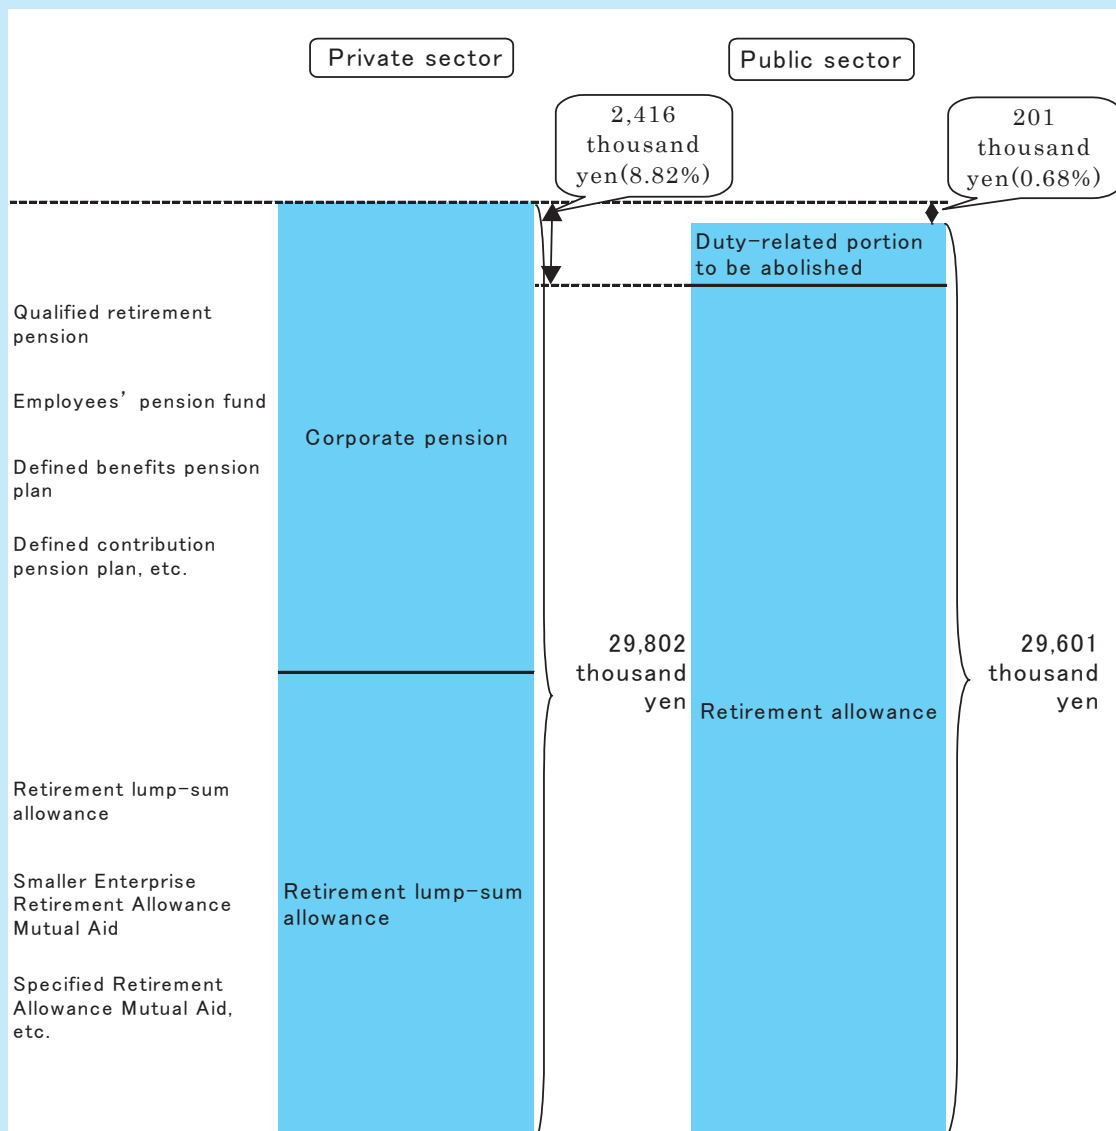 Private sector
Public sector
2,416
thousand
yen(8.82%)
201
thousand
yen(0.68%)
Duty-related portion
to be abolished
Qualified retirement
pension
Employees’ pension fund
Corporate pension
Defined benefits pension
plan
Defined contribution
pension plan, etc.
29,802
thousand
yen
Retirement allowance
29,601
thousand
yen
Retirement lump-sum
allowance
Smaller Enterprise
Retirement Allowance
Mutual Aid
Retirement lump-sum
allowance
Specified Retirement
Allowance Mutual Aid,
etc.